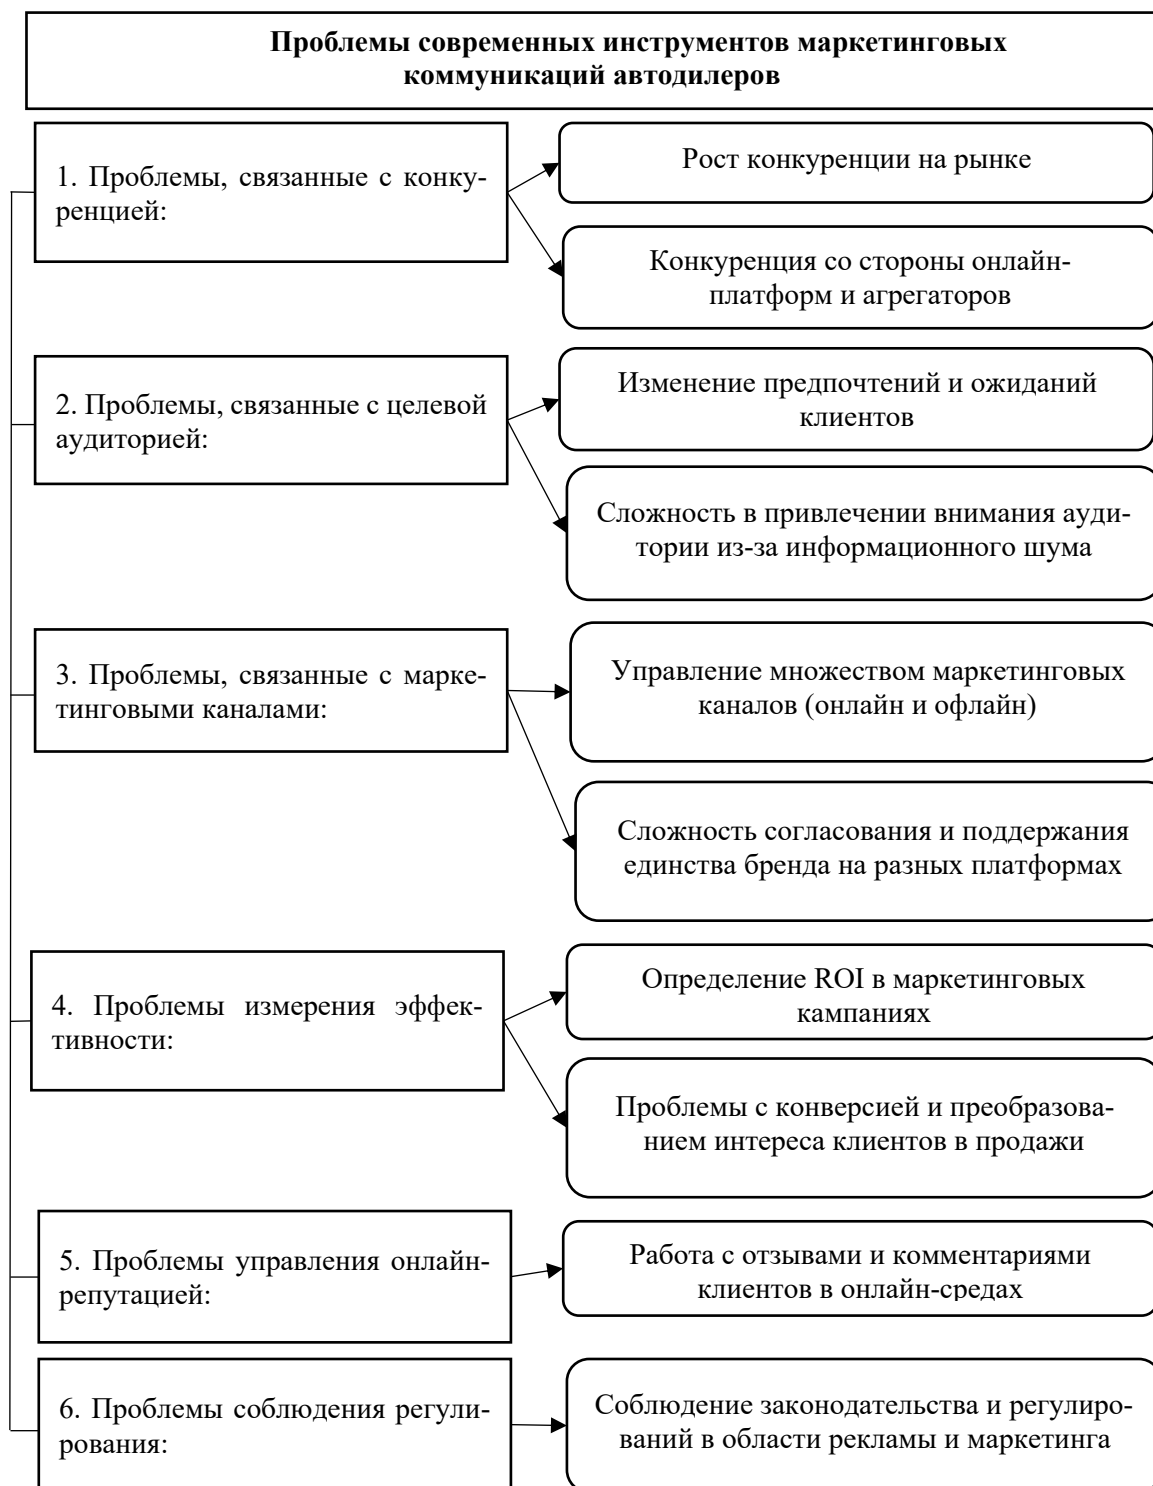 Проблемы современных инструментов маркетинговых
коммуникаций автодилеров
1. Проблемы, связанные с конку-
ренцией:
Рост конкуренции на рынке
Конкуренция со стороны онлайн-
платформ и агрегаторов
2. Проблемы, связанные с целевой
аудиторией:
Изменение предпочтений и ожиданий
клиентов
Сложность в привлечении внимания ауди-
тории из-за информационного шума
3. Проблемы, связанные с марке-
тинговыми каналами:
Управление множеством маркетинговых
каналов (онлайн и офлайн)
Сложность согласования и поддержания
единства бренда на разных платформах
4. Проблемы измерения эффек-
тивности:
Определение ROI в маркетинговых
кампаниях
Проблемы с конверсией и преобразова-
нием интереса клиентов в продажи
5. Проблемы управления онлайн-
репутацией:
Работа с отзывами и комментариями
клиентов в онлайн-средах
6. Проблемы соблюдения регули-
рования:
Соблюдение законодательства и регулиро-
ваний в области рекламы и маркетинга